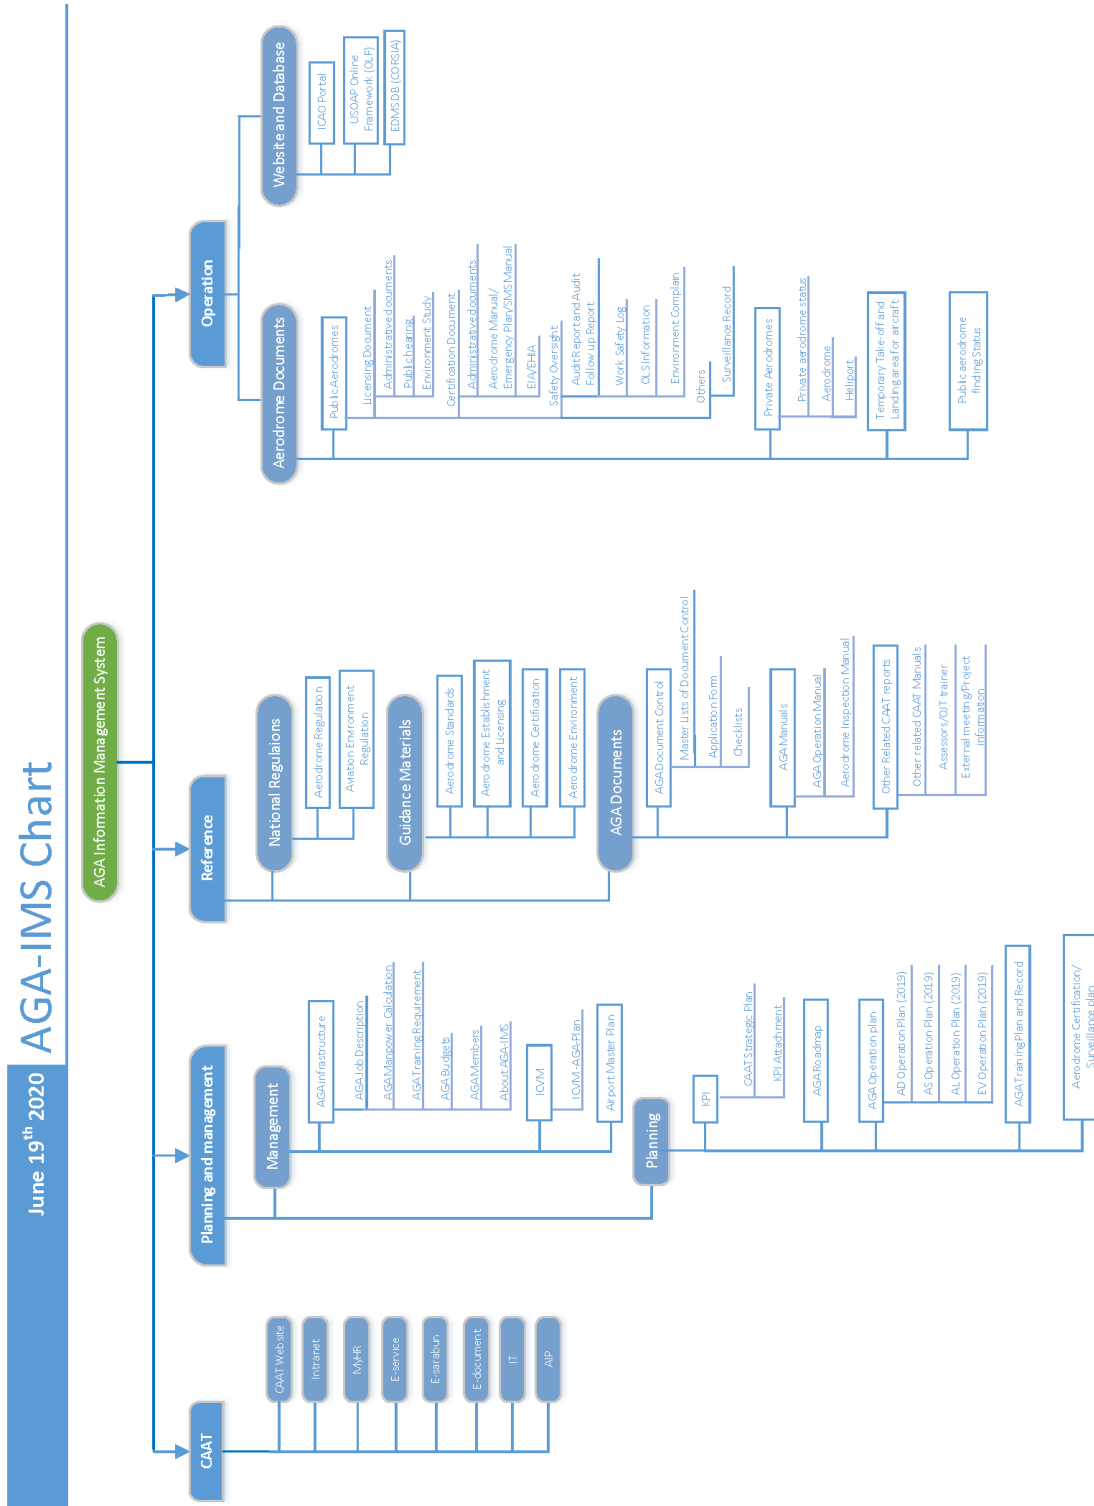 June 19th 2020
AGA-IMS Chart
AGA Information Management System
CAAT
CAAT Website
Intranet
MyHR
E-service
E-sarabun
E-document
IT
AIP
Planning and management
Management
AGA Infrastructure
AGA Job Description
AGA Manpower Calculation
AGA Training Requirement
AGA Budgets
AGA Members
About AGA-IMS
ICVM
ICVM -AGA-Plan
Airport Master Plan
Planning
KPI
CAAT Strategic Plan
KPI Attachment
AGA Roadmap
AGA Operation plan
AD Operation Plan (2019)
AS Operation Plan (2019)
AL Operation Plan (2019)
EV Operation Plan (2019)
AGA Training Plan and Record
Aerodrome Certification/
Surveillance plan
Reference
National Regulaions
Aerodrome Regulation
Aviation Environment
Regulation
Guidance Materials
Aerodrome Standards
Aerodrome Establishment
and Licensing
Aerodrome Certification
Aerodrome Environment
AGA Documents
AGA Document Control
Master Lists of Document Control
Application Form
Checklists
AGA Manuals
AGA Operation Manual
Aerodrome Inspection Manual
Other Related CAAT reports
Other related CAAT Manuals
Assessors/OJT trainer
External meeting/Project
information
Operation
Aerodrome Documents
Public Aerodromes
Licensing Document
Administrative documents
Public hearing
Environment Study
Certification Document
Administrative documents
Aerodrome Manual/
Emergency Plan/SMS Manual
EIA/EHIA
Safety Oversight
Audit Report and Audit
Follow up Report
Work Safety Log
OLS Information
Environment Complain
Others
Surveillance Record
Private Aerodromes
Private aerodrome status
Aerodrome
Heliport
Temporary Take-off and
Landing area for aircraft
Public aerodrome
finding Status
Website and Database
ICAO Portal
USOAP Online
Framework (OLF)
EDMSDB (CORSIA)